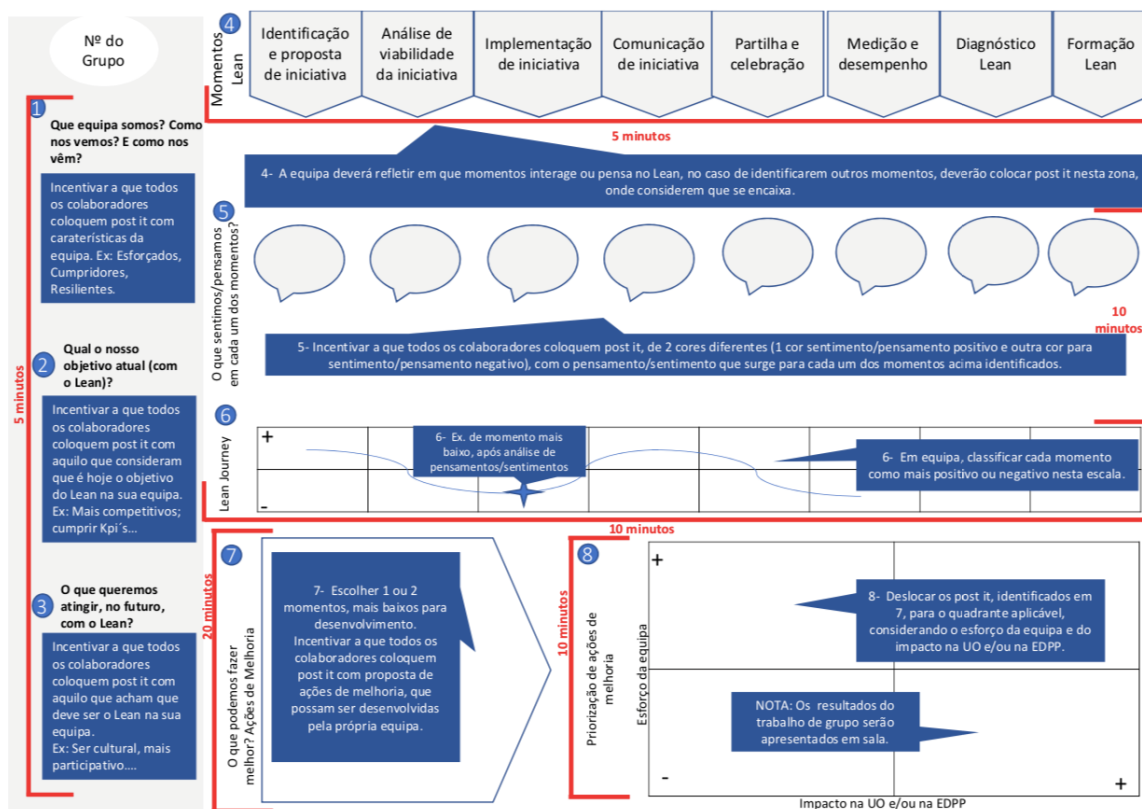 Nº do
Grupo
1
Que equipa somos? Como
nos vemos? E como nos
vêm?
Incentivar a que todos
os colaboradores
coloquem post it com
caraterísticas da
equipa. Ex: Esforçados,
Cumpridores,
Resilientes.
5 minutos
2
Qual o nosso
objetivo atual (com
o Lean)?
Incentivar a que todos
os colaboradores
coloquem post it com
aquilo que consideram
que é hoje o objetivo
do Lean na sua equipa.
Ex: Mais competitivos;
cumprir Kpi´s...
3
O que queremos
atingir, no futuro,
com o Lean?
Incentivar a que todos
os colaboradores
coloquem post it com
aquilo que acham que
deve ser o Lean na sua
equipa.
Ex: Ser cultural, mais
participativo....
4
Momentos
Lean
Identificação
e proposta
de iniciativa
Análise de
viabilidade
da iniciativa
Implementação
de iniciativa
Comunicação
de iniciativa
Partilha e
celebração
Medição e
desempenho
Diagnóstico
Lean
Formação
Lean
5 minutos
4- A equipa deverá refletir em que momentos interage ou pensa no Lean, no caso de identificarem outros momentos, deverão colocar post it nesta zona,
onde considerem que se encaixa.
5
O que sentimos/pensamos
em cada um dos momentos?
10
minutos
5- Incentivar a que todos os colaboradores coloquem post it, de 2 cores diferentes (1 cor sentimento/pensamento positivo e outra cor para
sentimento/pensamento negativo), com o pensamento/sentimento que surge para cada um dos momentos acima identificados.
6
Lean Journey
+
-
6- Ex. de momento mais
baixo, após análise de
pensamentos/sentimentos
6- Em equipa, classificar cada momento
como mais positivo ou negativo nesta escala.
10 minutos
7
20 minutos
O que podemos fazer
melhor? Ações de Melhoria
7- Escolher 1 ou 2
momentos, mais baixos para
desenvolvimento.
Incentivar a que todos os
colaboradores coloquem
post it com proposta de
ações de melhoria, que
possam ser desenvolvidas
pela própria equipa.
8
10 minutos
Priorização de ações de
melhoria
Esforço da equipa
+
8- Deslocar os post it, identificados em
7, para o quadrante aplicável,
considerando o esforço da equipa e do
impacto na UO e/ou na EDPP.
NOTA: Os resultados do
trabalho de grupo serão
apresentados em sala.
-
+
Impacto na UO e/ou na EDPP